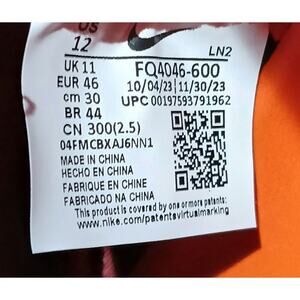 US
12
LN2
UK 11
FQ4046-600
EUR 46
10/04/23 | 11/30/23
cm 30
UPC 00197593791962
BR 44
CN 300(2.5)
04FMCBXAJ6NN1
MADE IN CHINA
HECHO EN CHINA
FABRIQUE EN CHINE
FABRICADO NA CHINA
This product is covered by one or more
www.nike.com/patentsvirtualmarking